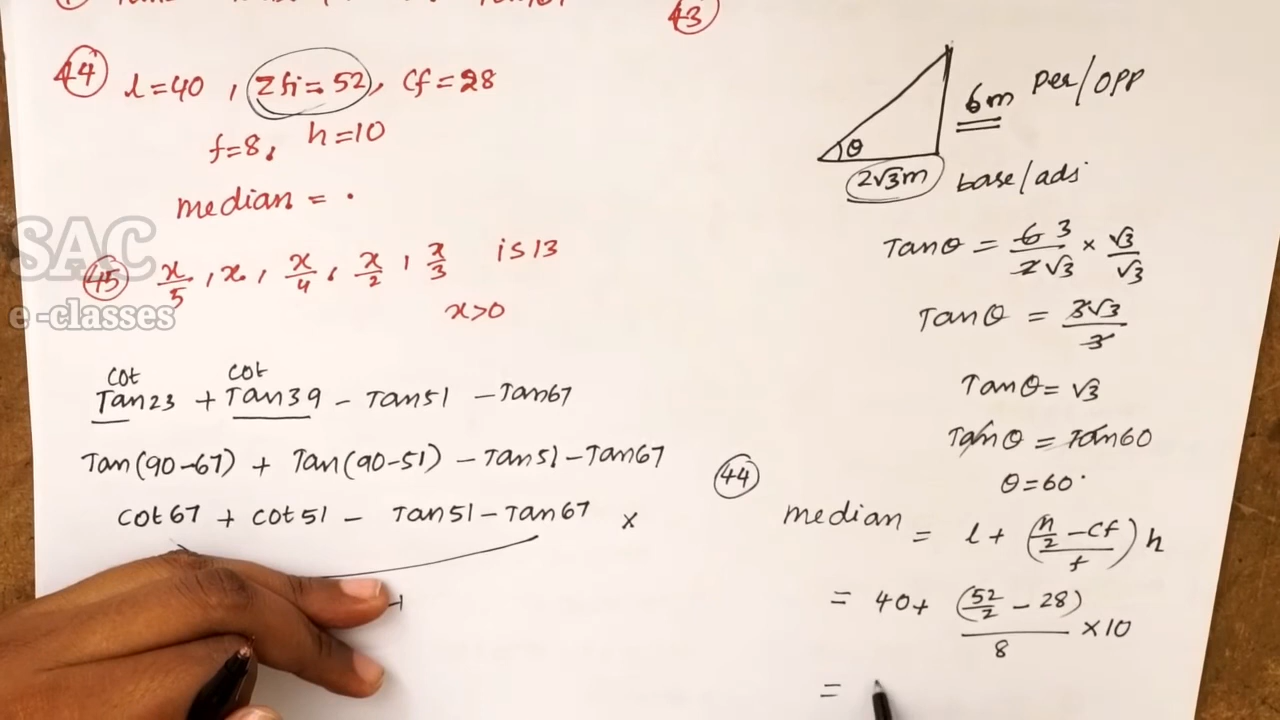 43
44 l=40, Σfi=52, Cf=28
f=8, h=10
median = .
45 x/5, x, x/4, x/2, x/3 is 13
x>0
SAC
e-classes
cot cot
Tan23 + Tan39 - Tan51 - Tan67
Tan(90-67) + Tan(90-51) - Tan51 - Tan67
cot67 + cot51 - Tan51 - Tan67 x
6m per/opp
θ
2√3m base/adj
Tanθ = 6/2√3 3 × √3/√3
Tanθ = 3√3/3
Tanθ = √3
Tanθ = Tan60
θ=60°
44
median = l + (n/2 - Cf / f) h
= 40 + (52/2 - 28)/8 × 10
=